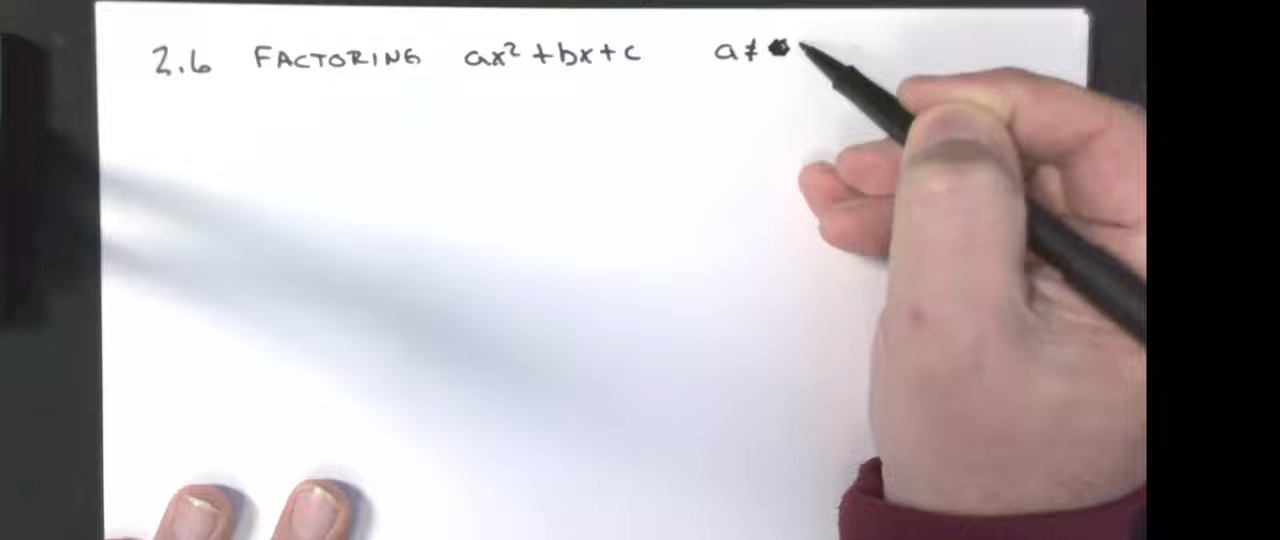 2.6 FACTORING ax² + bx + c a ≠